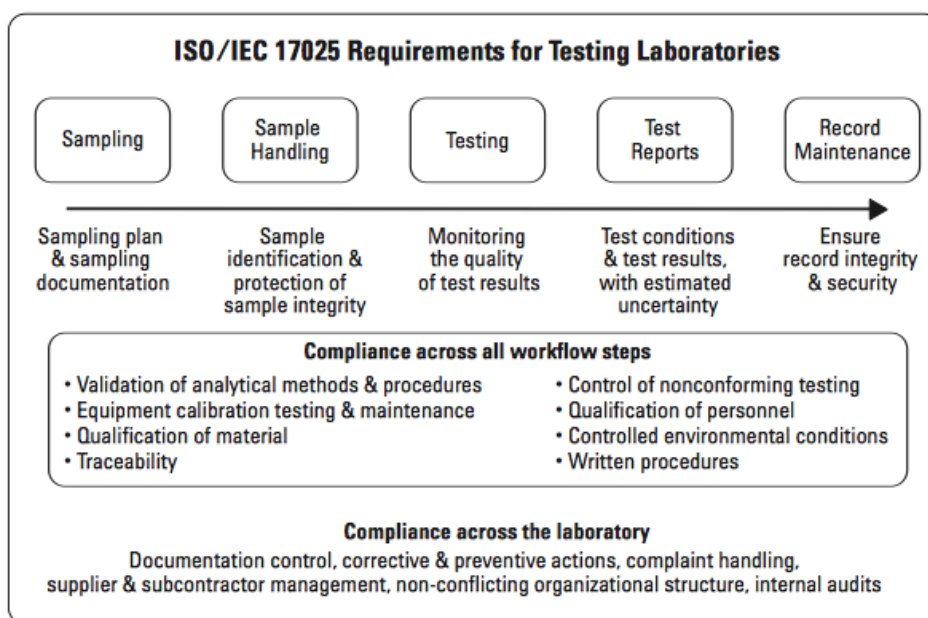 ISO/IEC 17025 Requirements for Testing Laboratories
Sampling
Sample
Handling
Testing
Test
Reports
Record
Maintenance
Sampling plan
& sampling
documentation
Sample
identification &
protection of
sample integrity
Monitoring
the quality
of test results
Test conditions
& test results,
with estimated
uncertainty
Ensure
record integrity
& security
Compliance across all workflow steps
• Validation of analytical methods & procedures
• Equipment calibration testing & maintenance
• Qualification of material
• Traceability
• Control of nonconforming testing
• Qualification of personnel
• Controlled environmental conditions
• Written procedures
Compliance across the laboratory
Documentation control, corrective & preventive actions, complaint handling,
supplier & subcontractor management, non-conflicting organizational structure, internal audits